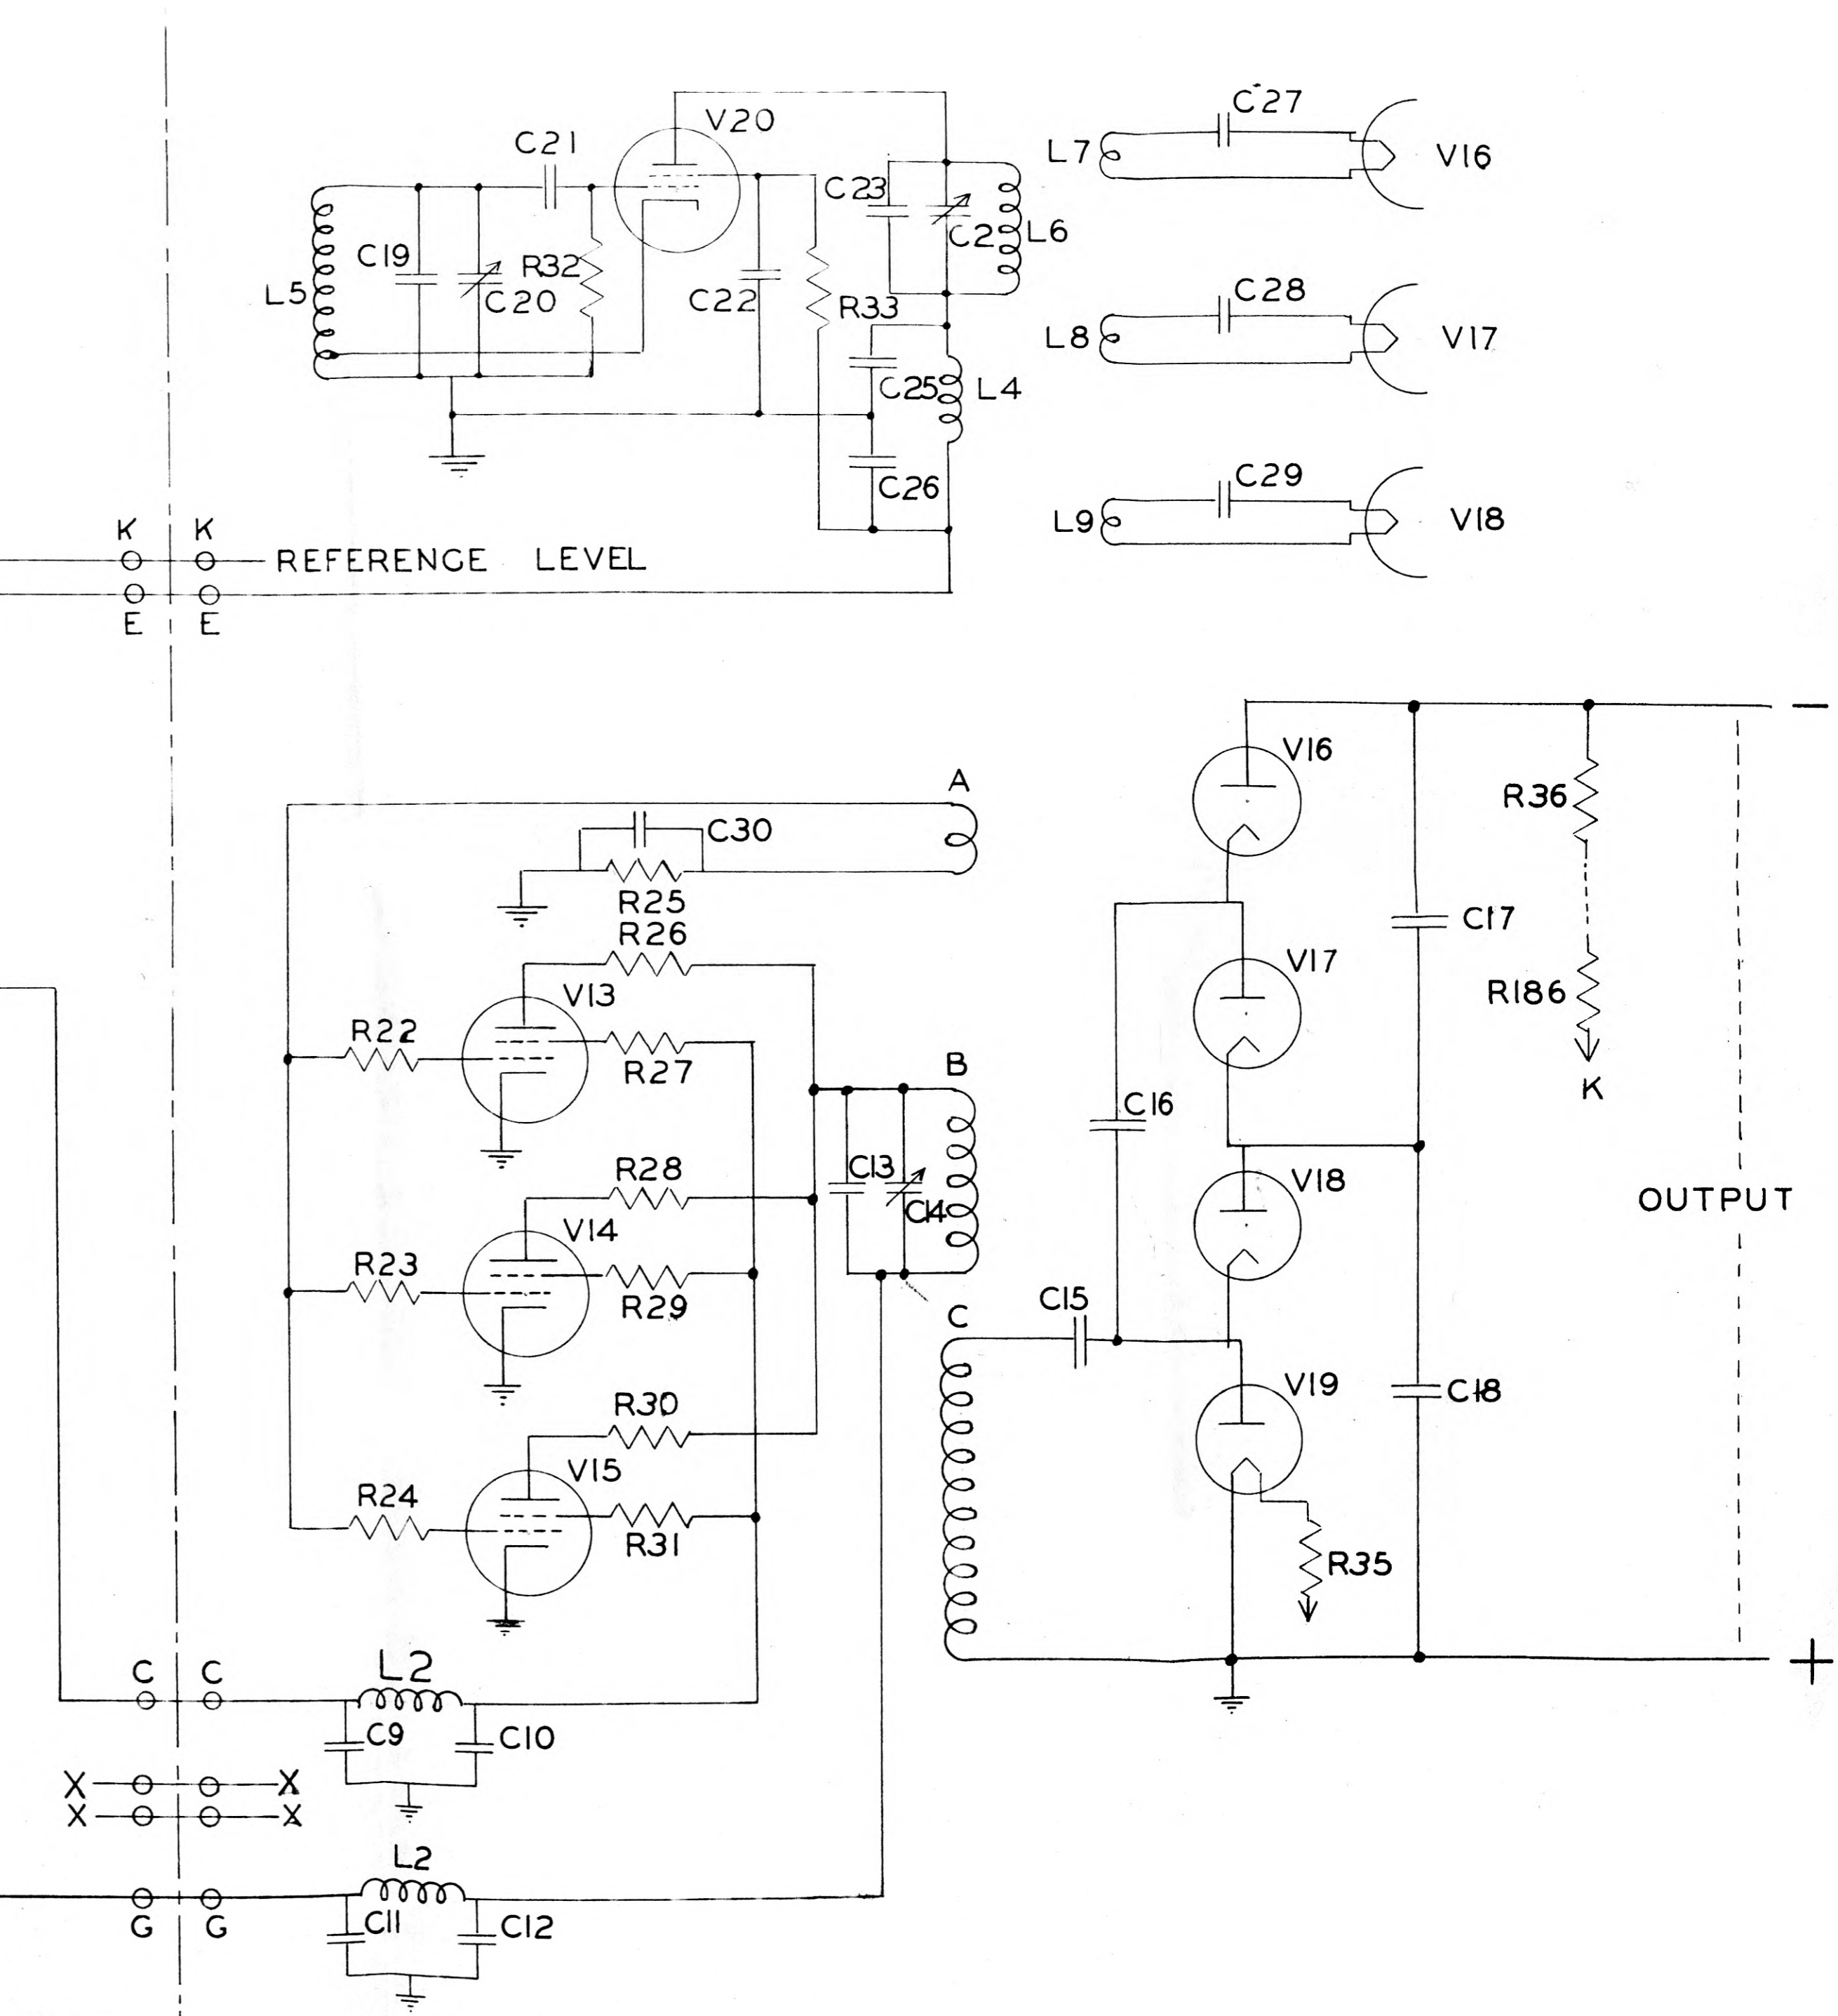 V20
C21
C27
L7
V16
C23
C19
R32
C20
L5
C22
R33
C2
L6
C28
L8
V17
C25
L4
C26
C29
L9
V18
K K
REFERENCE LEVEL
E E
−
V16
A
R36
C30
R25
R26
C17
V17
V13
R186
R22
R27
B
K
C16
R28
C13
V18
OUTPUT
C14
V14
R23
R29
C15
C
R30
V19
C18
V15
R24
R31
R35
+
C C
L2
C9
C10
X X
X X
L2
G G
C11
C12